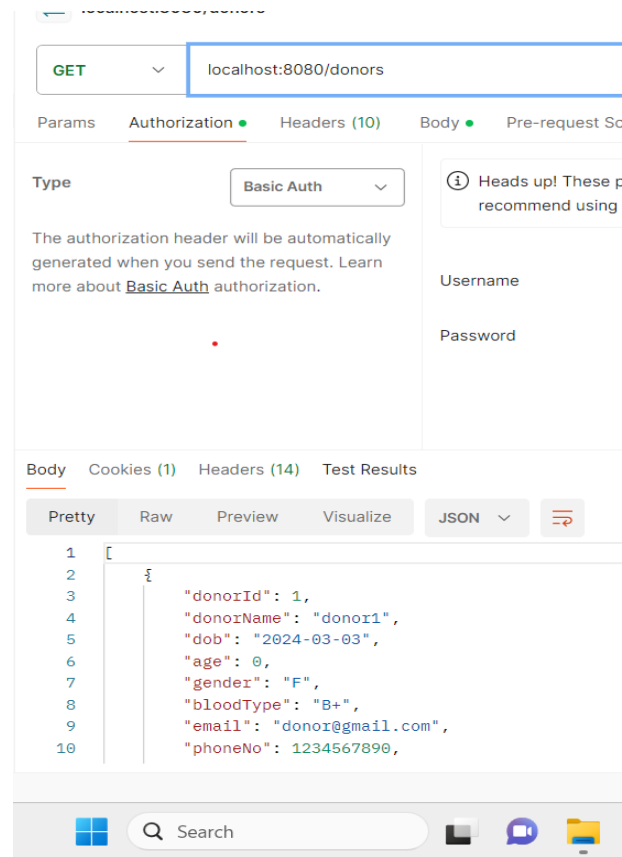 GET
localhost:8080/donors
Params Authorization Headers (10) Body Pre-request Sc
Type
Basic Auth
The authorization header will be automatically
generated when you send the request. Learn
more about Basic Auth authorization.
Heads up! These p
recommend using
Username
Password
Body Cookies (1) Headers (14) Test Results
Pretty Raw Preview Visualize JSON
1 [
2 {
3 "donorId": 1,
4 "donorName": "donor1",
5 "dob": "2024-03-03",
6 "age": 0,
7 "gender": "F",
8 "bloodType": "B+",
9 "email": "donor@gmail.com",
10 "phoneNo": 1234567890,
Search